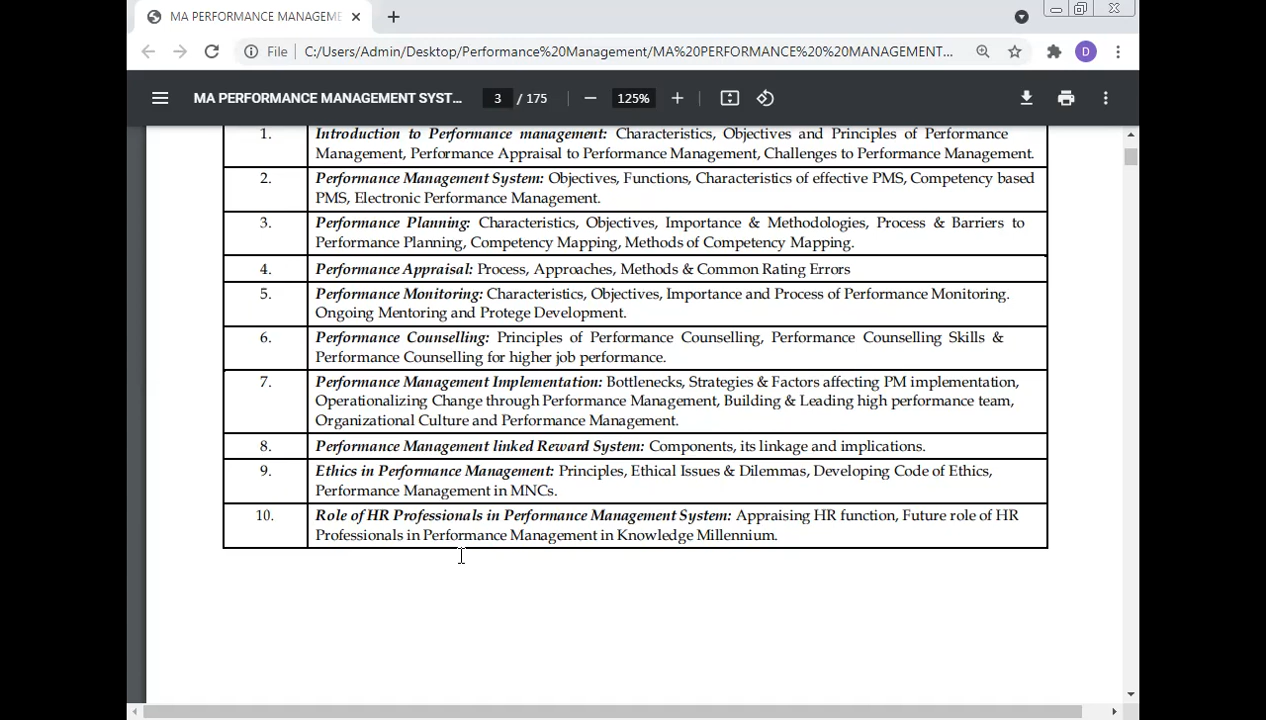 MA PERFORMANCE MANAGEME
File C:/Users/Admin/Desktop/Performance%20Management/MA%20PERFORMANCE%20%20MANAGEMENT...
D
MA PERFORMANCE MANAGEMENT SYST...
3 / 175
125%
1. Introduction to Performance management: Characteristics, Objectives and Principles of Performance
Management, Performance Appraisal to Performance Management, Challenges to Performance Management.
2. Performance Management System: Objectives, Functions, Characteristics of effective PMS, Competency based
PMS, Electronic Performance Management.
3. Performance Planning: Characteristics, Objectives, Importance & Methodologies, Process & Barriers to
Performance Planning, Competency Mapping, Methods of Competency Mapping.
4. Performance Appraisal: Process, Approaches, Methods & Common Rating Errors
5. Performance Monitoring: Characteristics, Objectives, Importance and Process of Performance Monitoring.
Ongoing Mentoring and Protege Development.
6. Performance Counselling: Principles of Performance Counselling, Performance Counselling Skills &
Performance Counselling for higher job performance.
7. Performance Management Implementation: Bottlenecks, Strategies & Factors affecting PM implementation,
Operationalizing Change through Performance Management, Building & Leading high performance team,
Organizational Culture and Performance Management.
8. Performance Management linked Reward System: Components, its linkage and implications.
9. Ethics in Performance Management: Principles, Ethical Issues & Dilemmas, Developing Code of Ethics,
Performance Management in MNCs.
10. Role of HR Professionals in Performance Management System: Appraising HR function, Future role of HR
Professionals in Performance Management in Knowledge Millennium.